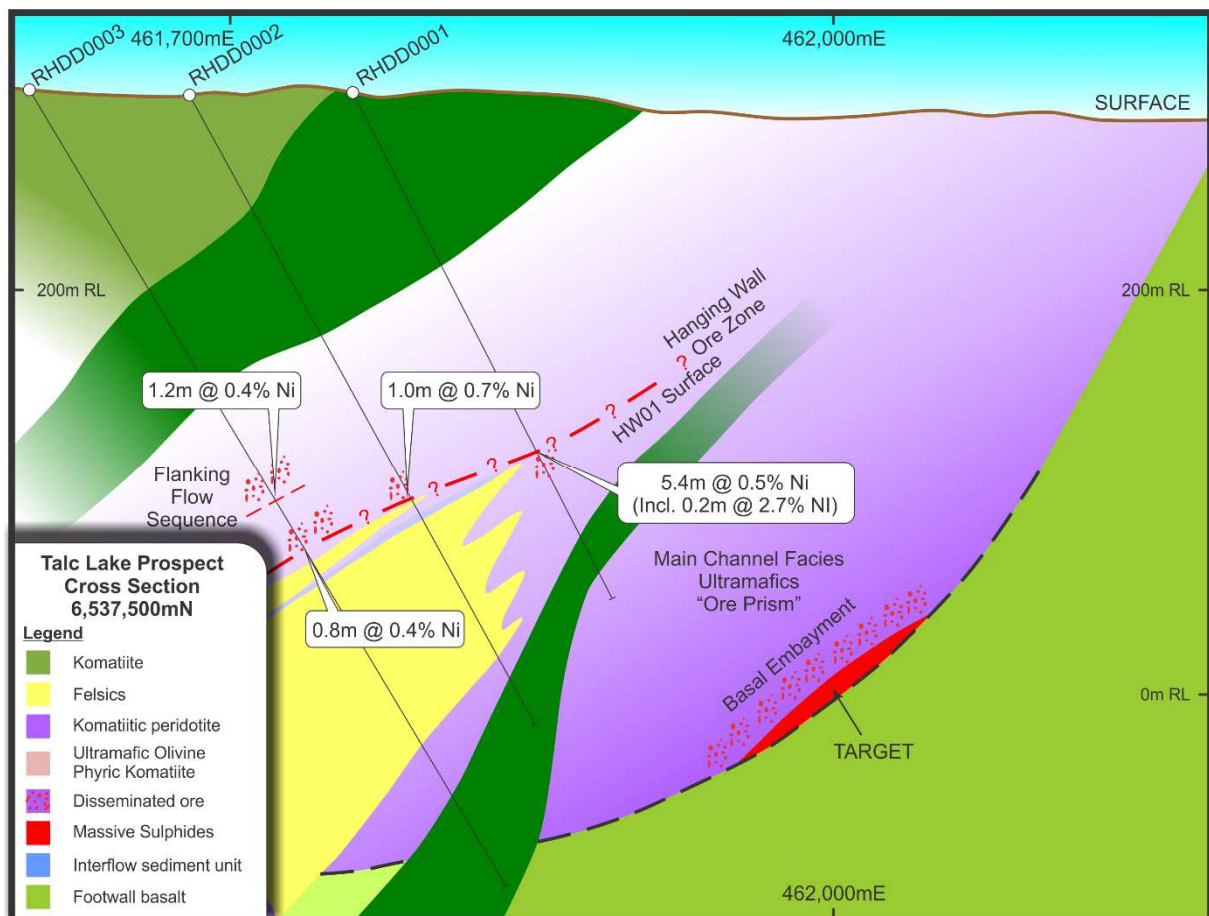 RHDD0003
461,700mE
RHDD0002
RHDD0001
462,000mE
SURFACE
200m RL
200m RL
Hanging Wall
? Ore Zone
?
HW01 Surface
?
?
?
?
1.2m @ 0.4% Ni
1.0m @ 0.7% Ni
5.4m @ 0.5% Ni
(Incl. 0.2m @ 2.7% NI)
Flanking
Flow
Sequence
0.8m @ 0.4% Ni
Main Channel Facies
Ultramafics
“Ore Prism”
Basal Embayment
0m RL
TARGET
462,000mE
Talc Lake Prospect
Cross Section
6,537,500mN
Legend
Komatiite
Felsics
Komatiitic peridotite
Ultramafic Olivine
Phyric Komatiite
Disseminated ore
Massive Sulphides
Interflow sediment unit
Footwall basalt